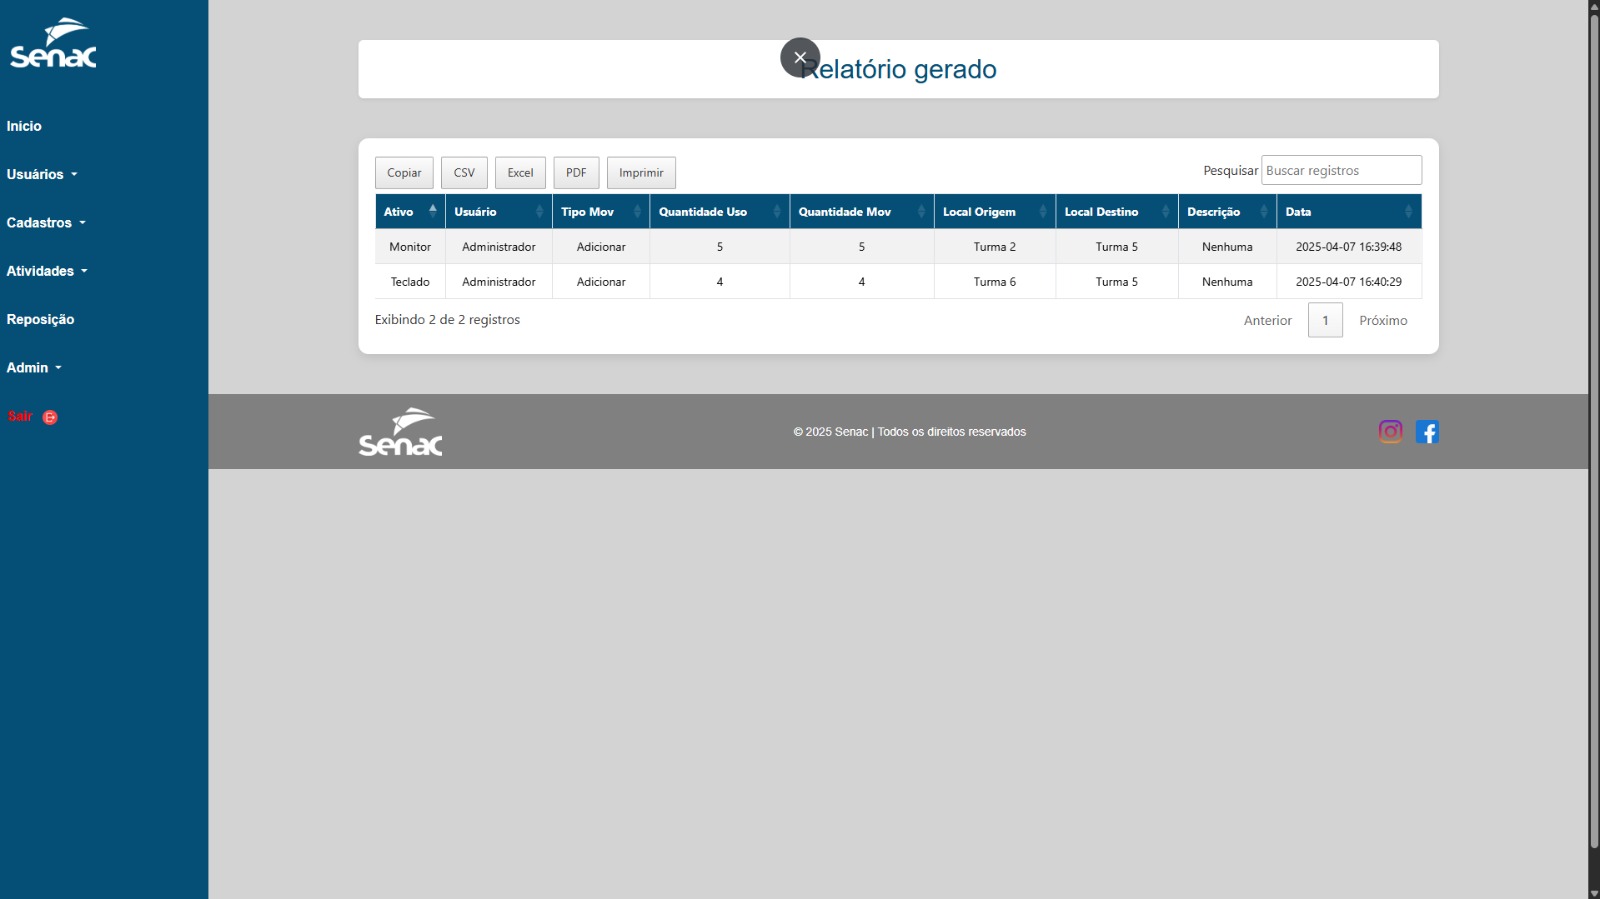 Senac
Início
Usuários
Cadastros
Atividades
Reposição
Admin
Sair
Relatório gerado
Copiar CSV Excel PDF Imprimir Pesquisar Buscar registros
Ativo Usuário Tipo Mov Quantidade Uso Quantidade Mov Local Origem Local Destino Descrição Data
Monitor Administrador Adicionar 5 5 Turma 2 Turma 5 Nenhuma 2025-04-07 16:39:48
Teclado Administrador Adicionar 4 4 Turma 6 Turma 5 Nenhuma 2025-04-07 16:40:29
Exibindo 2 de 2 registros Anterior 1 Próximo
Senac © 2025 Senac | Todos os direitos reservados